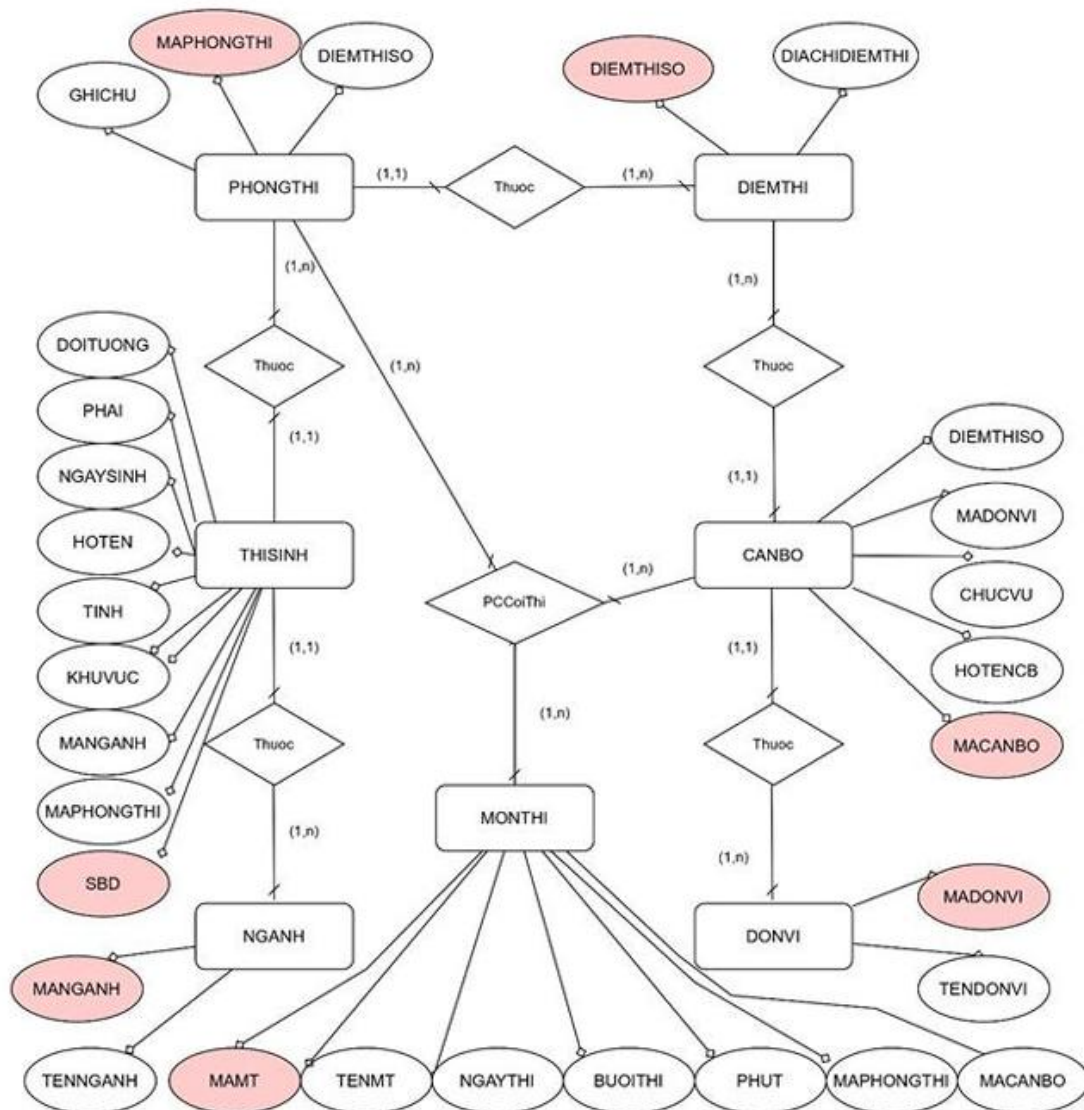 MAPHONGTHI
DIEMTHISO
GHICHU
DIEMTHISO
DIACHIDIEMTHI
PHONGTHI
(1,1)
Thuoc
(1,n)
DIEMTHI
(1,n)
(1,n)
(1,n)
DOITUONG
PHAI
NGAYSINH
HOTEN
TINH
KHUVUC
MANGANH
MAPHONGTHI
SBD
Thuoc
(1,1)
THISINH
(1,1)
Thuoc
(1,n)
NGANH
MANGANH
TENNGANH
Thuoc
(1,1)
CANBO
DIEMTHISO
MADONVI
CHUCVU
HOTENCB
MACANBO
PCCoiThi
(1,n)
(1,n)
MONTHI
(1,1)
Thuoc
(1,n)
DONVI
MADONVI
TENDONVI
MAMT
TENMT
NGAYTHI
BUOITHI
PHUT
MAPHONGTHI
MACANBO